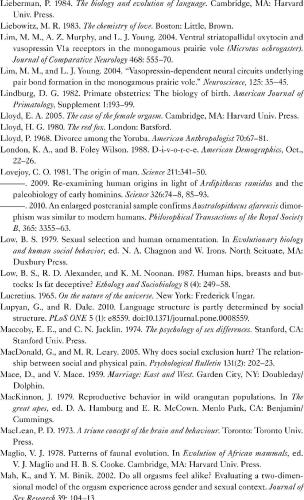 Lieberman, P. 1984. The biology and evolution of language. Cambridge, MA: Harvard
Univ. Press.
Liebowitz, M. R. 1983. The chemistry of love. Boston: Little, Brown.
Lim, M. M., A. Z. Murphy, and L. J. Young. 2004. Ventral striatopallidal oxytocin and
vasopressin V1a receptors in the monogamous prairie vole (Microtus ochrogaster).
Journal of Comparative Neurology 468: 555–70.
Lim, M. M., and L. J. Young. 2004. "Vasopressin-dependent neural circuits underlying
pair bond formation in the monogamous prairie vole." Neuroscience, 125: 35–45.
Lindburg, D. G. 1982. Primate obstetrics: The biology of birth. American Journal of
Primatology, Supplement 1:193–99.
Lloyd, E. A. 2005. The case of the female orgasm. Cambridge, MA: Harvard Univ. Press.
Lloyd, H. G. 1980. The red fox. London: Batsford.
Lloyd, P. 1968. Divorce among the Yoruba. American Anthropologist 70:67–81.
London, K. A., and B. Foley Wilson. 1988. D-i-v-o-r-c-e. American Demographics, Oct.,
22–26.
Lovejoy, C. O. 1981. The origin of man. Science 211:341–50.
———. 2009. Re-examining human origins in light of Ardipithecus ramidus and the
paleobiology of early hominins. Science 326:74–8, 85–93.
———. 2010. An enlarged postcranial sample confirms Australopithecus afarensis dimor-
phism was similar to modern humans. Philosophical Transactions of the Royal Society
B, 365: 3355–63.
Low, B. S. 1979. Sexual selection and human ornamentation. In Evolutionary biology
and human social behavior, ed. N. A. Chagnon and W. Irons. North Scituate, MA:
Duxbury Press.
Low, B. S., R. D. Alexander, and K. M. Noonan. 1987. Human hips, breasts and but-
tocks: Is fat deceptive? Ethology and Sociobiology 8 (4): 249–58.
Lucretius. 1965. On the nature of the universe. New York: Frederick Ungar.
Lupyan, G., and R. Dale. 2010. Language structure is partly determined by social
structure. PLoS ONE 5 (1): e8559. doi:10.1371/journal.pone.0008559.
Maccoby, E. E., and C. N. Jacklin. 1974. The psychology of sex differences. Stanford, CA:
Stanford Univ. Press.
MacDonald, G., and M. R. Leary. 2005. Why does social exclusion hurt? The relation-
ship between social and physical pain. Psychological Bulletin 131(2): 202–23.
Mace, D., and V. Mace. 1959. Marriage: East and West. Garden City, NY: Doubleday/
Dolphin.
MacKinnon, J. 1979. Reproductive behavior in wild orangutan populations. In The
great apes, ed. D. A. Hamburg and E. R. McCown. Menlo Park, CA: Benjamin/
Cummings.
MacLean, P. D. 1973. A triune concept of the brain and behaviour. Toronto: Toronto Univ.
Press.
Maglio, V. J. 1978. Patterns of faunal evolution. In Evolution of African mammals, ed.
V. J. Maglio and H. B. S. Cooke. Cambridge, MA: Harvard Univ. Press.
Mah, K., and Y. M. Binik. 2002. Do all orgasms feel alike? Evaluating a two-dimen-
sional model of the orgasm experience across gender and sexual context. Journal of
Sex Research 39: 104–13.